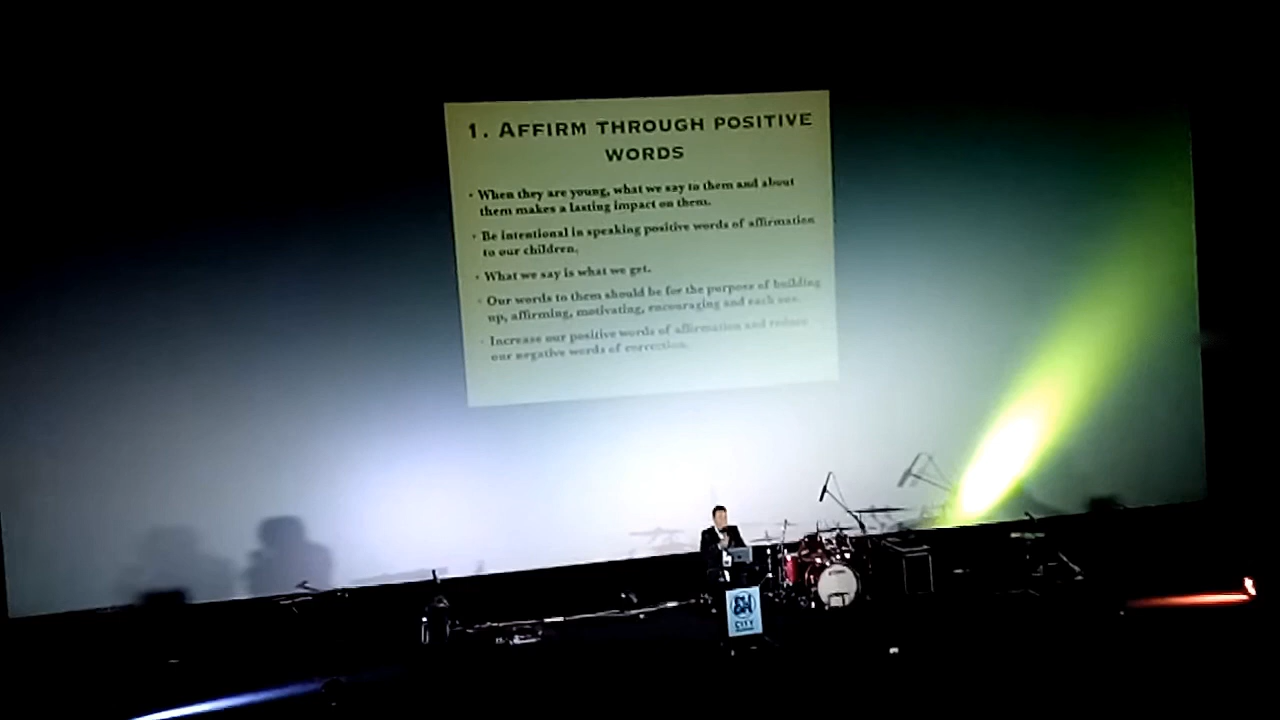 1. AFFIRM THROUGH POSITIVE
WORDS
• When they are young, what we say to them and about
them makes a lasting impact on them.
• Be intentional in speaking positive words of affirmation
to our children.
• What we say is what we get.
• Our words to them should be for the purpose of building
up, affirming, motivating, encouraging and each one.
• Increase our positive words of affirmation and reduce
our negative words of correction.
SM
CITY